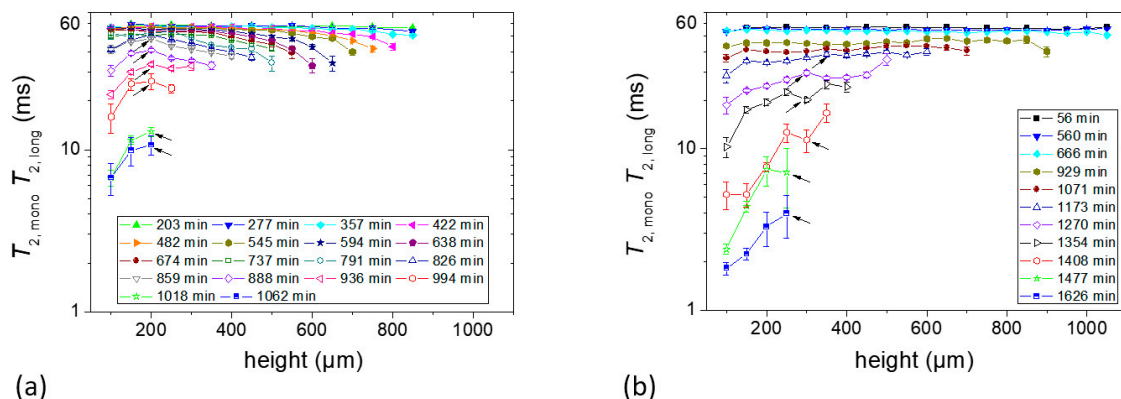 60
10
1
T2, mono T2, long (ms)
203 min 277 min 357 min 422 min
482 min 545 min 594 min 638 min
674 min 737 min 791 min 826 min
859 min 888 min 936 min 994 min
1018 min 1062 min
200 400 600 800 1000
height (µm)
(a)
60
10
1
T2, mono T2, long (ms)
56 min
560 min
666 min
929 min
1071 min
1173 min
1270 min
1354 min
1408 min
1477 min
1626 min
200 400 600 800 1000
height (µm)
(b)